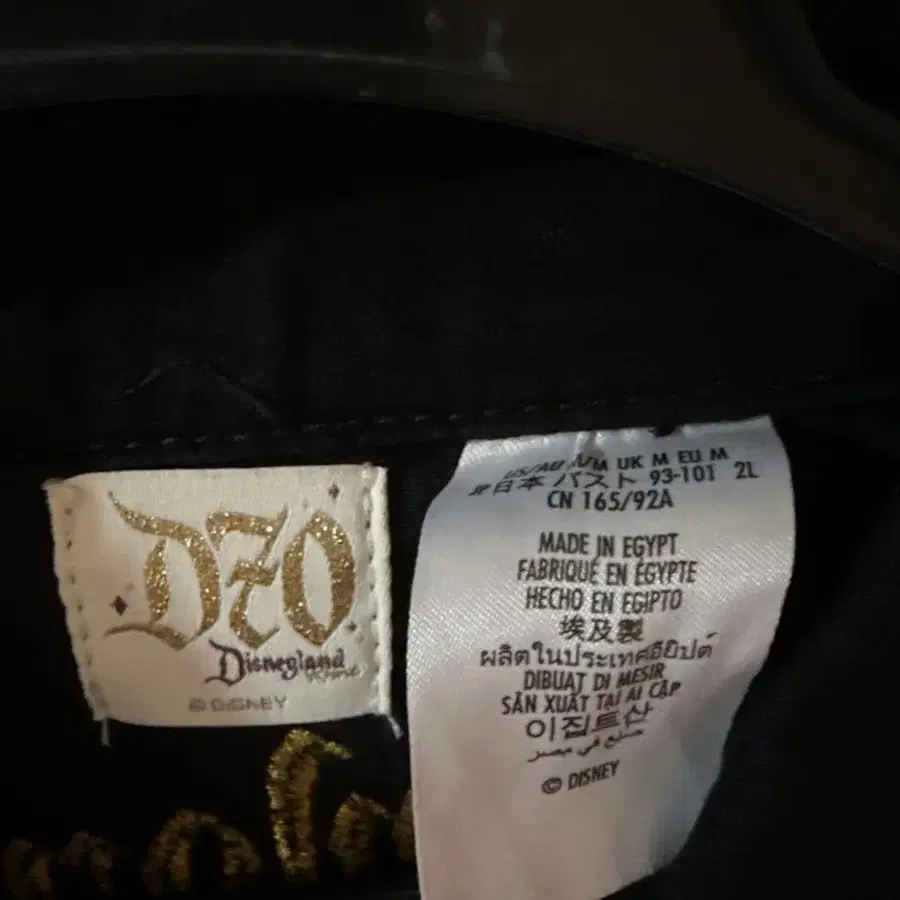 D70
Disneyland
© DISNEY
US/AU M/M UK M EU M
JP 日本 バスト 93-101 2L
CN 165/92A
MADE IN EGYPT
FABRIQUÉ EN ÉGYPTE
HECHO EN EGIPTO
埃及製
ผลิตในประเทศอียิปต์
DIBUAT DI MESIR
SẢN XUẤT TẠI AI CẬP
이집트산
صنع في مصر
© DISNEY